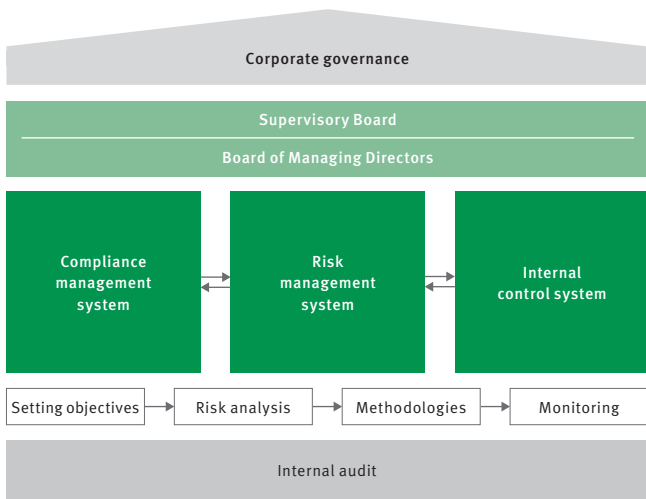 Corporate governance
Supervisory Board
Board of Managing Directors
Compliance
management
system
Risk
management
system
Internal
control system
Setting objectives
Risk analysis
Methodologies
Monitoring
Internal audit